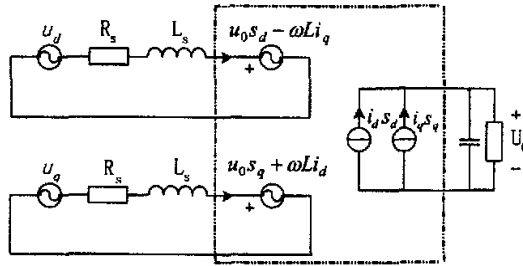 u_d R_s L_s u_0 s_d − ωLi_q
+
i_d s_d i_q s_q
+
U_0
−
u_q R_s L_s u_0 s_q + ωLi_d
+